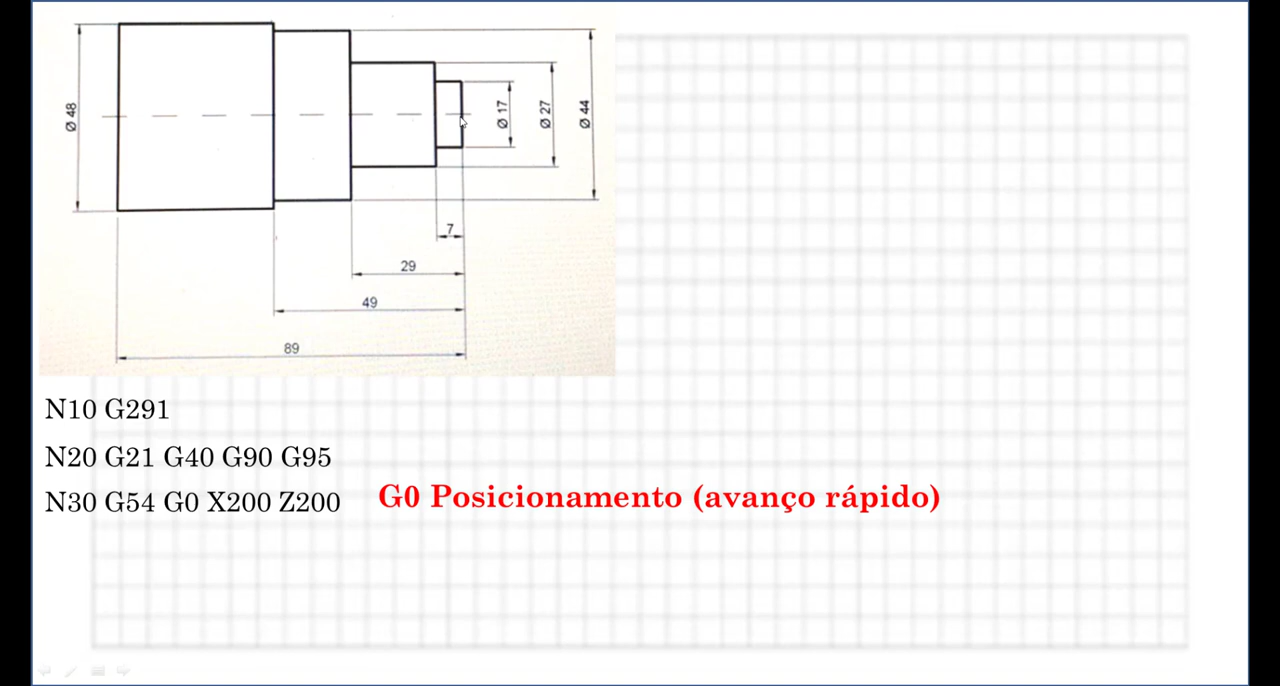 Ø 48
Ø 17
Ø 27
Ø 44
7
29
49
89
N10 G291
N20 G21 G40 G90 G95
N30 G54 G0 X200 Z200
G0 Posicionamento (avanço rápido)